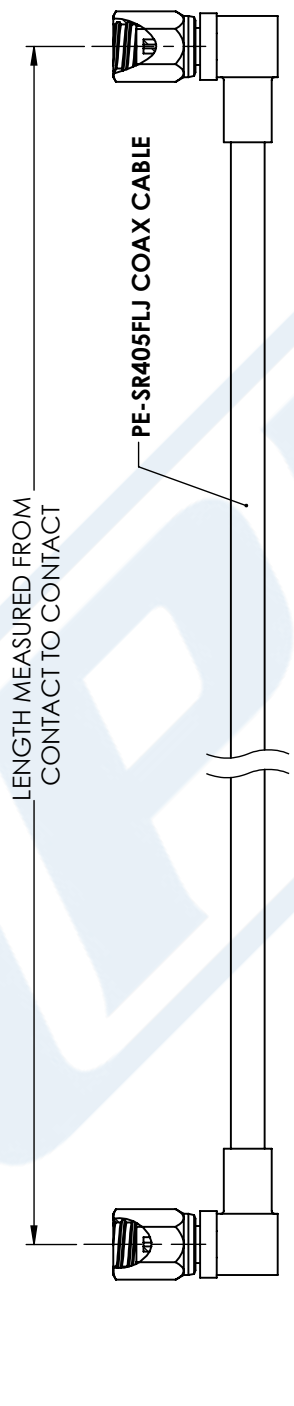 LENGTH MEASURED FROM
CONTACT TO CONTACT
PE-SR405FLJ COAX CABLE